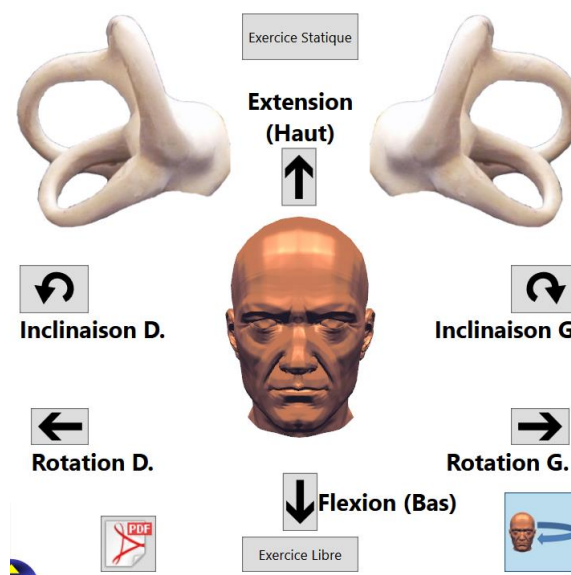 Exercice Statique
Extension
(Haut)
Inclinaison D.
Inclinaison G
Rotation D.
Rotation G.
Flexion (Bas)
PDF
Exercice Libre